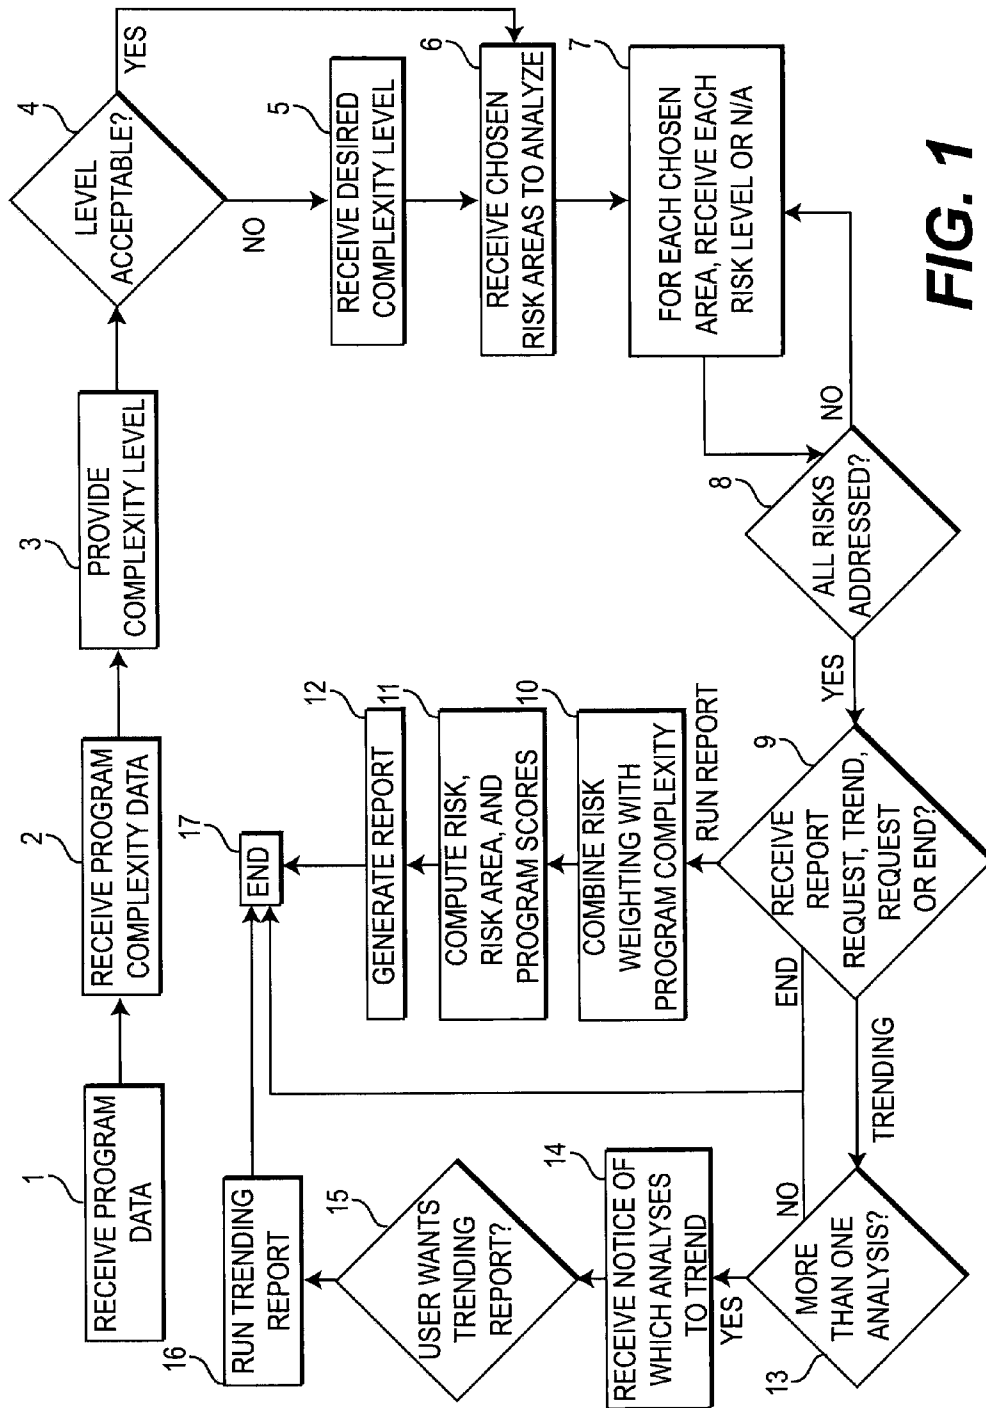 1
RECEIVE PROGRAM
DATA
2
RECEIVE PROGRAM
COMPLEXITY DATA
3
PROVIDE
COMPLEXITY LEVEL
4
LEVEL
ACCEPTABLE?
YES
NO
5
RECEIVE DESIRED
COMPLEXITY LEVEL
6
RECEIVE CHOSEN
RISK AREAS TO ANALYZE
7
FOR EACH CHOSEN
AREA, RECEIVE EACH
RISK LEVEL OR N/A
8
ALL RISKS
ADDRESSED?
NO
YES
9
RECEIVE
REPORT
REQUEST, TREND,
REQUEST
OR END?
RUN REPORT
END
TRENDING
10
COMBINE RISK
WEIGHTING WITH
PROGRAM COMPLEXITY
11
COMPUTE RISK,
RISK AREA, AND
PROGRAM SCORES
12
GENERATE REPORT
17
END
13
MORE
THAN ONE
ANALYSIS?
NO
YES
14
RECEIVE NOTICE OF
WHICH ANALYSES
TO TREND
15
USER WANTS
TRENDING
REPORT?
16
RUN TRENDING
REPORT
FIG. 1